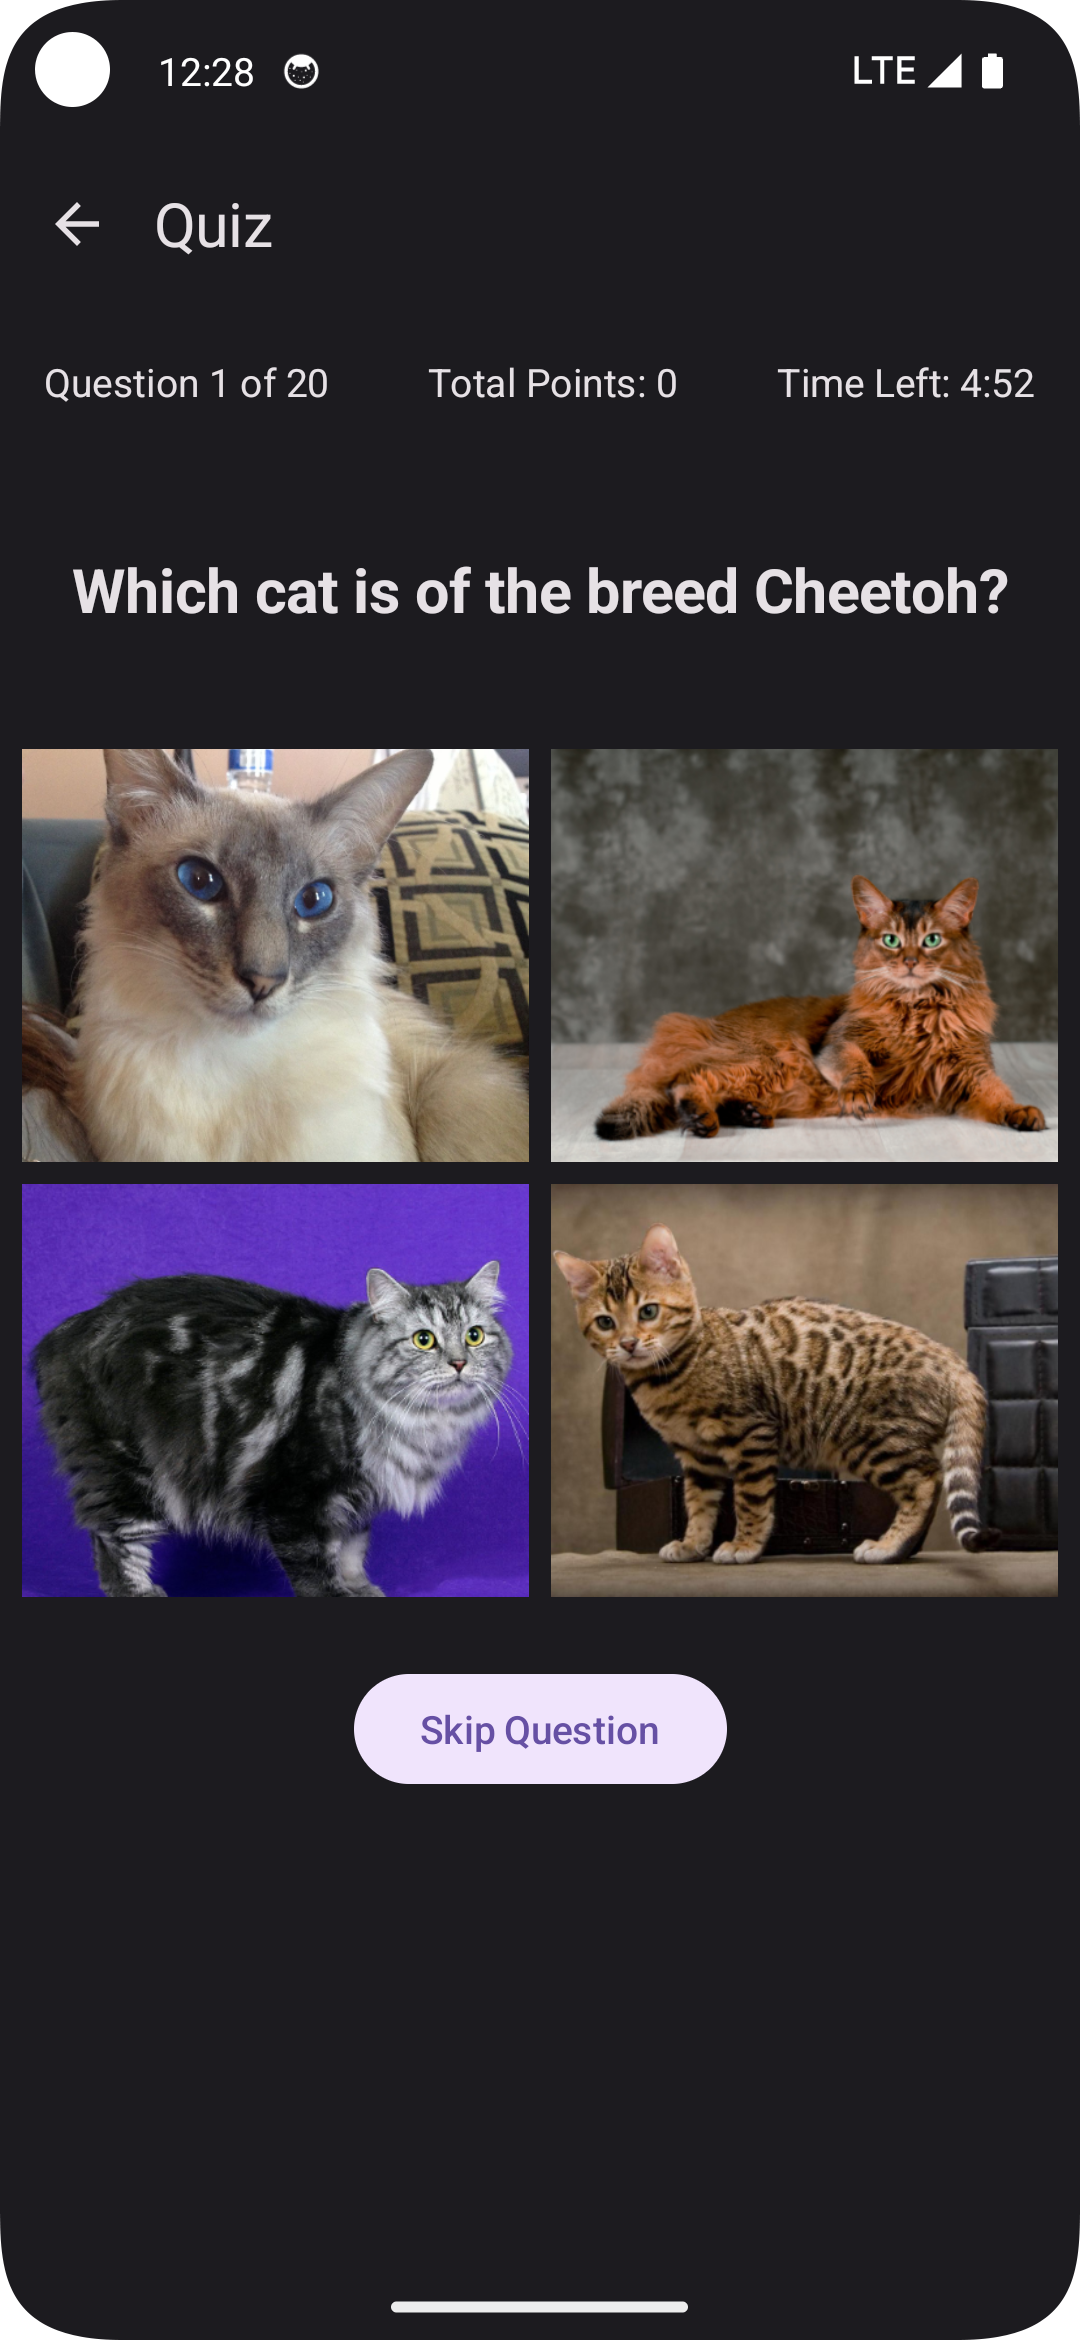 12:28 LTE
Quiz
Question 1 of 20 Total Points: 0 Time Left: 4:52
Which cat is of the breed Cheetoh?
Skip Question